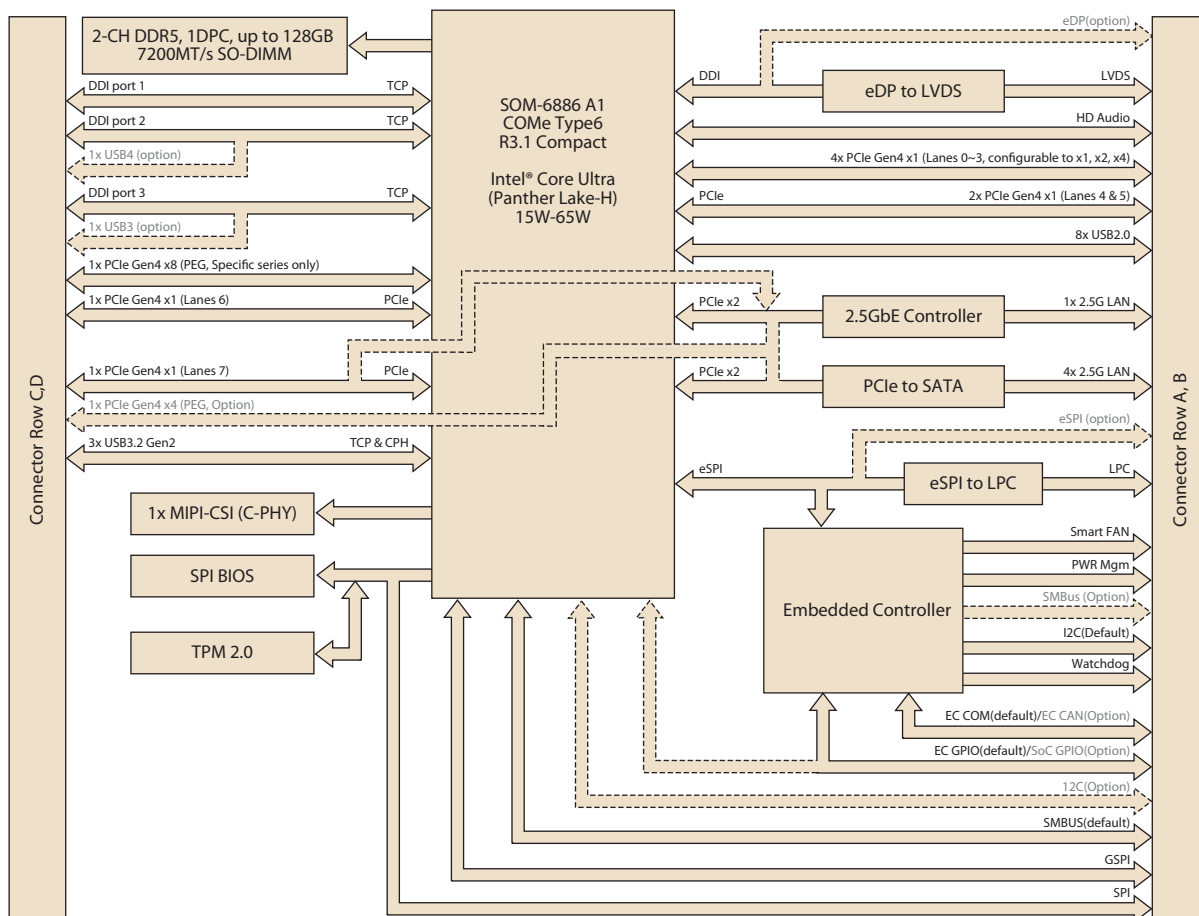 2-CH DDR5, 1DPC, up to 128GB
7200MT/s SO-DIMM
DDI port 1
TCP
DDI port 2
TCP
1x USB4 (option)
DDI port 3
TCP
1x USB3 (option)
1x PCIe Gen4 x8 (PEG, Specific series only)
1x PCIe Gen4 x1 (Lanes 6)
PCIe
1x PCIe Gen4 x1 (Lanes 7)
PCIe
1x PCIe Gen4 x4 (PEG, Option)
3x USB3.2 Gen2
TCP & CPH
Connector Row C,D
1x MIPI-CSI (C-PHY)
SPI BIOS
TPM 2.0
SOM-6886 A1
COMe Type6
R3.1 Compact
Intel® Core Ultra
(Panther Lake-H)
15W-65W
eDP(option)
DDI
eDP to LVDS
LVDS
HD Audio
4x PCIe Gen4 x1 (Lanes 0~3, configurable to x1, x2, x4)
PCIe
2x PCIe Gen4 x1 (Lanes 4 & 5)
8x USB2.0
PCIe x2
2.5GbE Controller
1x 2.5G LAN
PCIe x2
PCIe to SATA
4x 2.5G LAN
eSPI (option)
eSPI
eSPI to LPC
LPC
Embedded Controller
Smart FAN
PWR Mgm
SMBus (Option)
I2C(Default)
Watchdog
EC COM(default)/EC CAN(Option)
EC GPIO(default)/SoC GPIO(Option)
12C(Option)
SMBUS(default)
GSPI
SPI
Connector Row A, B